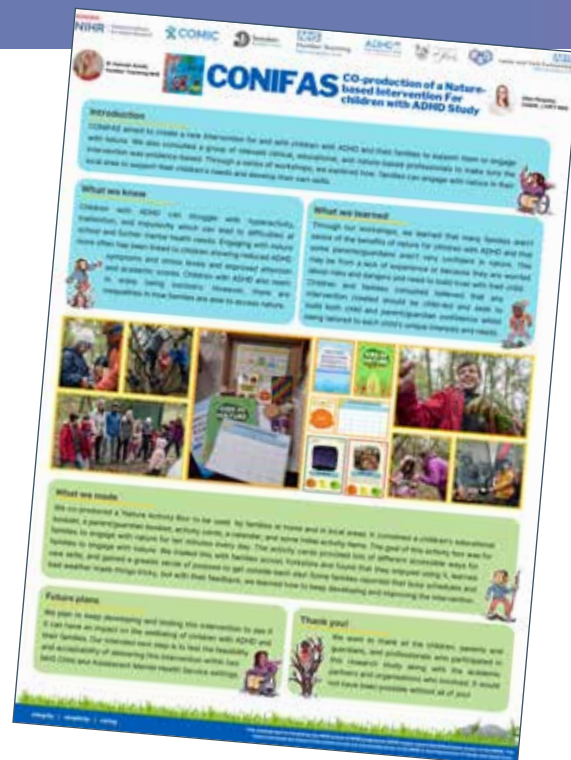 NIHR
COMIC
ADHD
CONIFAS
Co-production of a Nature-
based Intervention For
children with ADHD Study
Introduction
CONIFAS aimed to create a new intervention for and with children with ADHD and their families to support them to engage
with nature. We also consulted a group of relevant clinical, educational, and nature-based professionals to make sure the
intervention was evidence-based. Through a series of workshops, we explored how families can engage with nature in their
local area to support their children's needs and develop their own skills.
What we know
Children with ADHD can struggle with hyperactivity,
inattention, and impulsivity which can lead to difficulties at
school and further mental health needs. Engaging with nature
more often has been linked to children showing reduced ADHD
symptoms and stress levels and improved attention
and academic scores. Children with ADHD also seem
to enjoy being outdoors. However, there are
inequalities in how families are able to access nature.
What we learned
Through our workshops, we learned that many families aren't
aware of the benefits of nature for children with ADHD and that
some parents/guardians aren't very confident in nature. This
may be from a lack of experience or because they are worried
about risks and dangers and need to build trust with their child.
Children and families consulted believed that any
intervention created should be child-led and seek to
build both child and parent/guardian confidence whilst
being tailored to each child's unique interests and needs.
What we made
We co-produced a 'Nature Activity Box' to be used by families at home and in local areas. It contained a children's educational
booklet, a parent/guardian booklet, activity cards, a calendar, and some nature activity items. The goal of this activity box was for
families to engage with nature for ten minutes every day. The activity cards provided lots of different accessible ways for
families to engage with nature. We trialled this with families across Yorkshire and found that they enjoyed using it, learned
new skills, and gained a greater sense of purpose to get outside each day! Some families reported that busy schedules and
bad weather made things tricky, but with their feedback, we learned how to keep developing and improving the intervention.
Future plans
We plan to keep developing and testing this intervention to see if
it can have an impact on the wellbeing of children with ADHD and
their families. Our intended next step is to test the feasibility
and acceptability of delivering this intervention within two
NHS Child and Adolescent Mental Health Service settings.
Thank you!
We want to thank all the children, parents and
guardians, and professionals who participated in
this research study along with the academic
partners and organisations who involved. It would
not have been possible without all of you!
integrity | simplicity | caring